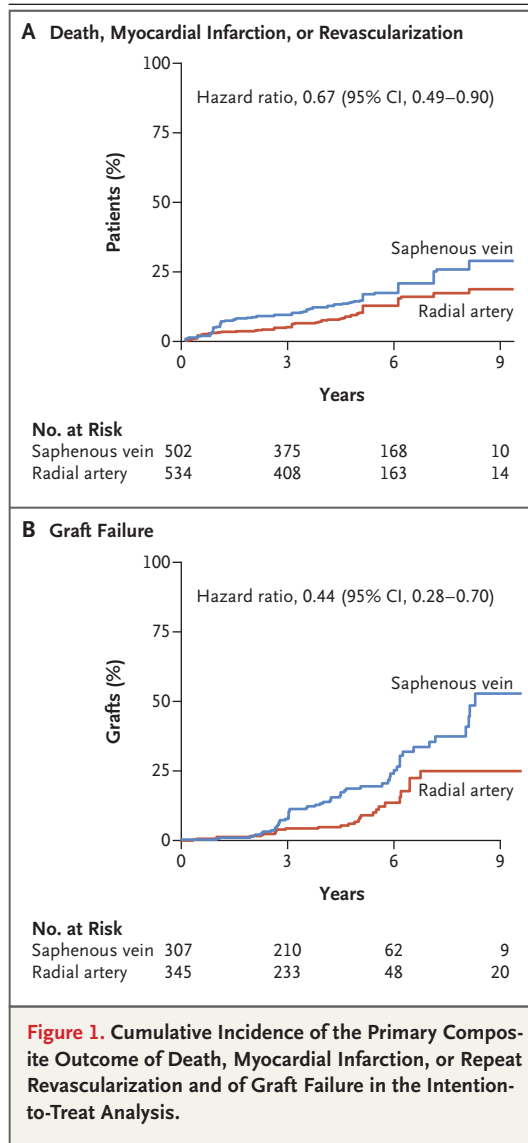 A Death, Myocardial Infarction, or Revascularization
100
75
50
25
0
Patients (%)
Hazard ratio, 0.67 (95% CI, 0.49–0.90)
Saphenous vein
Radial artery
0 3 6 9
Years
No. at Risk
Saphenous vein 502 375 168 10
Radial artery 534 408 163 14
B Graft Failure
100
75
50
25
0
Grafts (%)
Hazard ratio, 0.44 (95% CI, 0.28–0.70)
Saphenous vein
Radial artery
0 3 6 9
Years
No. at Risk
Saphenous vein 307 210 62 9
Radial artery 345 233 48 20
Figure 1. Cumulative Incidence of the Primary Compos-
ite Outcome of Death, Myocardial Infarction, or Repeat
Revascularization and of Graft Failure in the Intention-
to-Treat Analysis.